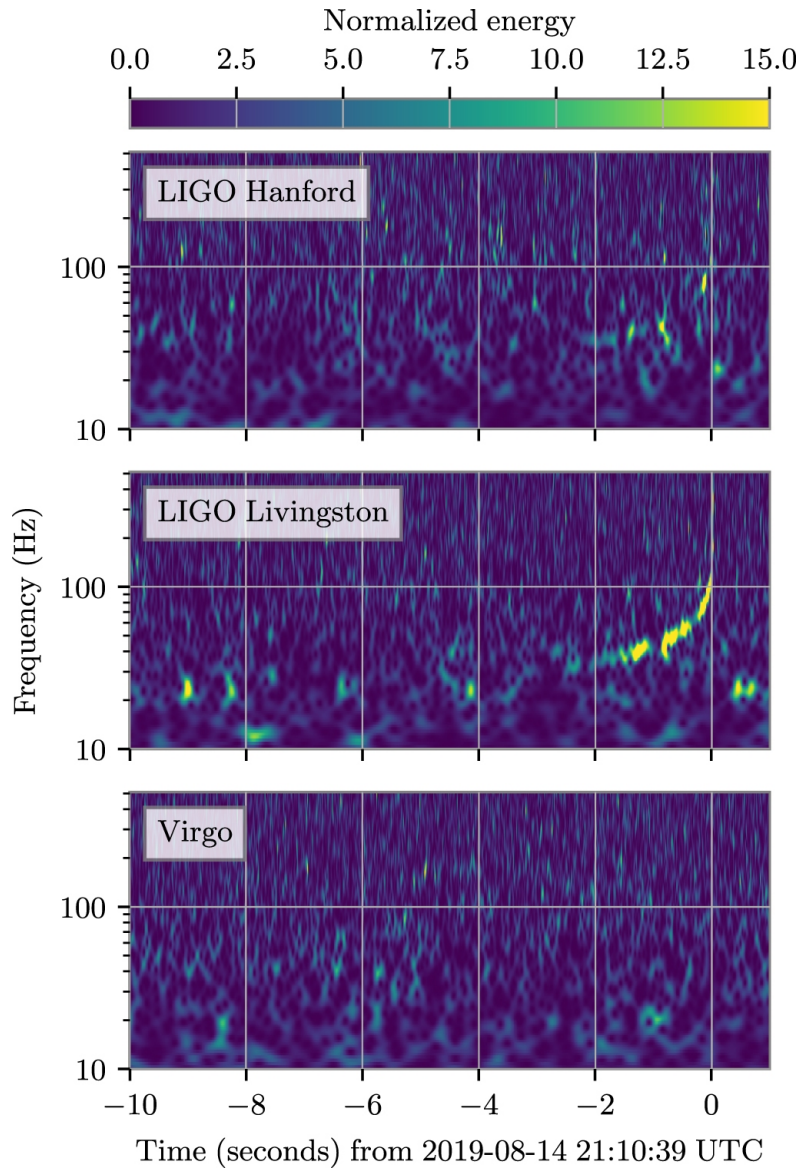 Normalized energy
0.0 2.5 5.0 7.5 10.0 12.5 15.0
LIGO Hanford
100
10
LIGO Livingston
100
10
Frequency (Hz)
Virgo
100
10
−10 −8 −6 −4 −2 0
Time (seconds) from 2019-08-14 21:10:39 UTC